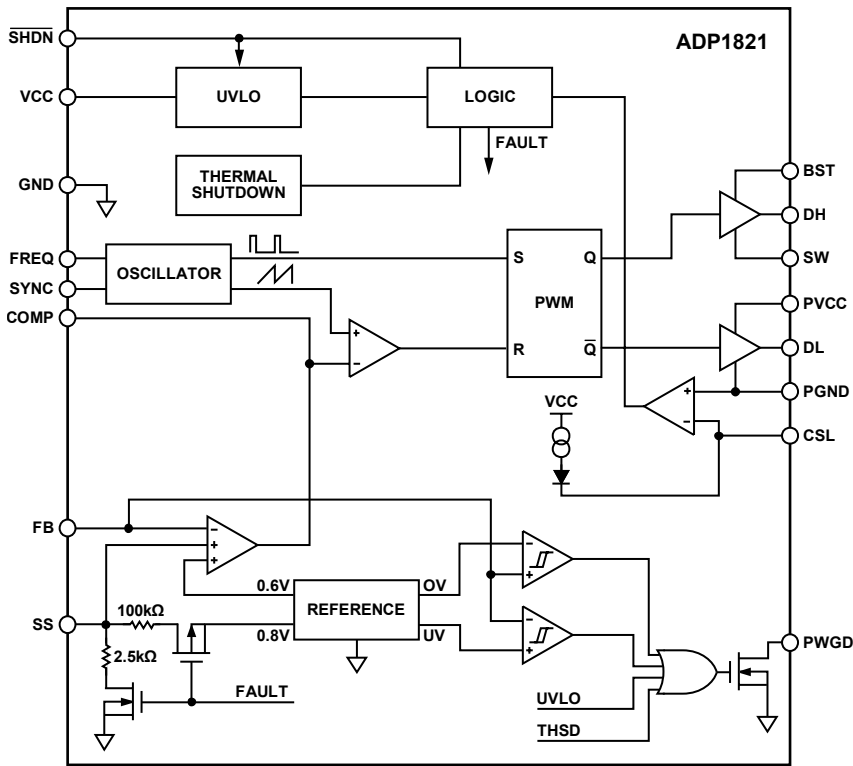 SHDN
ADP1821
VCC
UVLO
LOGIC
FAULT
GND
THERMAL
SHUTDOWN
BST
DH
SW
FREQ
SYNC
COMP
OSCILLATOR
S
Q
PWM
R
Q̅
+
−
PVCC
DL
PGND
CSL
VCC
+
−
FB
−
+
+
SS
100kΩ
2.5kΩ
0.6V
0.8V
REFERENCE
OV
UV
−
+
−
+
FAULT
UVLO
THSD
PWGD